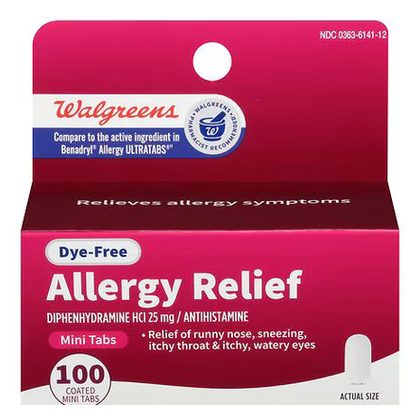 NDC 0363-6141-12
Walgreens
Compare to the active ingredient in
Benadryl® Allergy ULTRATABS®*
• WALGREENS •
PHARMACIST RECOMMENDED
W
Relieves allergy symptoms
Dye-Free
Allergy Relief
DIPHENHYDRAMINE HCl 25 mg / ANTIHISTAMINE
Mini Tabs
• Relief of runny nose, sneezing,
itchy throat & itchy, watery eyes
100
COATED
MINI TABS
ACTUAL SIZE